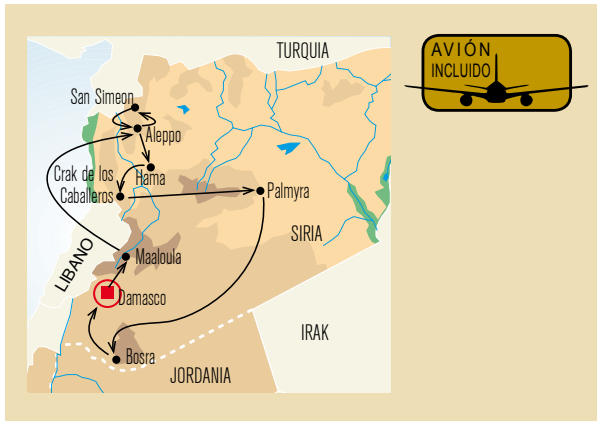 TURQUIA
AVIÓN
INCLUIDO
San Simeon
Aleppo
Hama
Crak de los
Caballeros
Palmyra
SIRIA
LIBANO
Maaloula
Damasco
IRAK
Bosra
JORDANIA